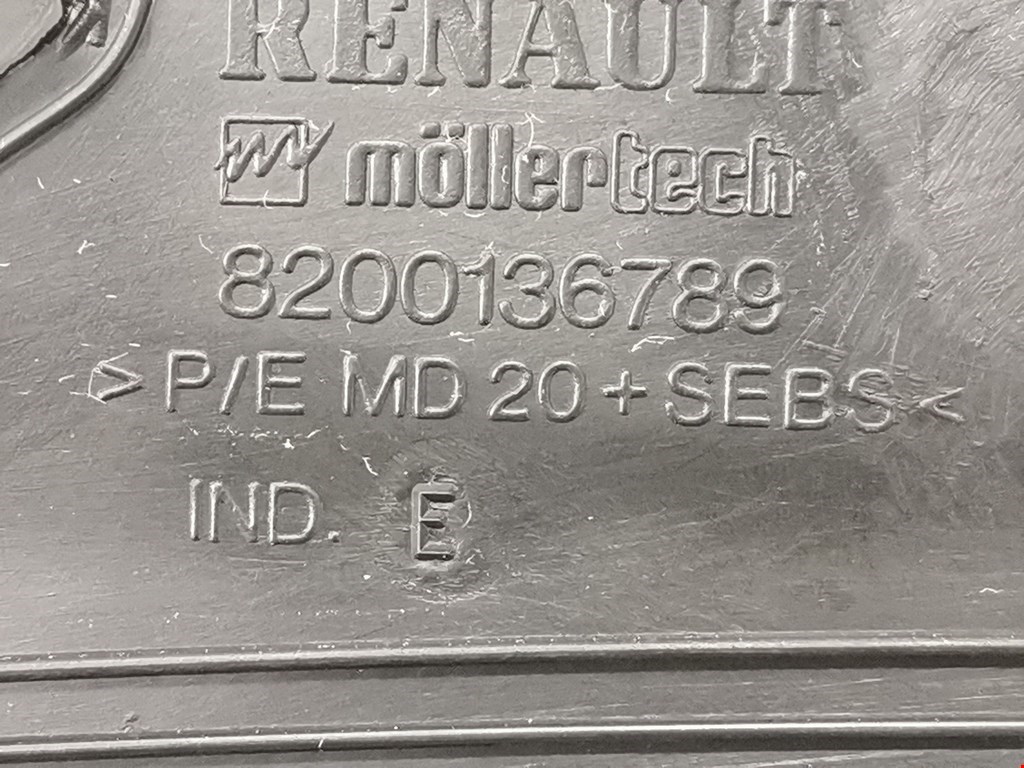 RENAULT
möllertech
8200136789
> P/E MD 20 + SEBS <
IND. E